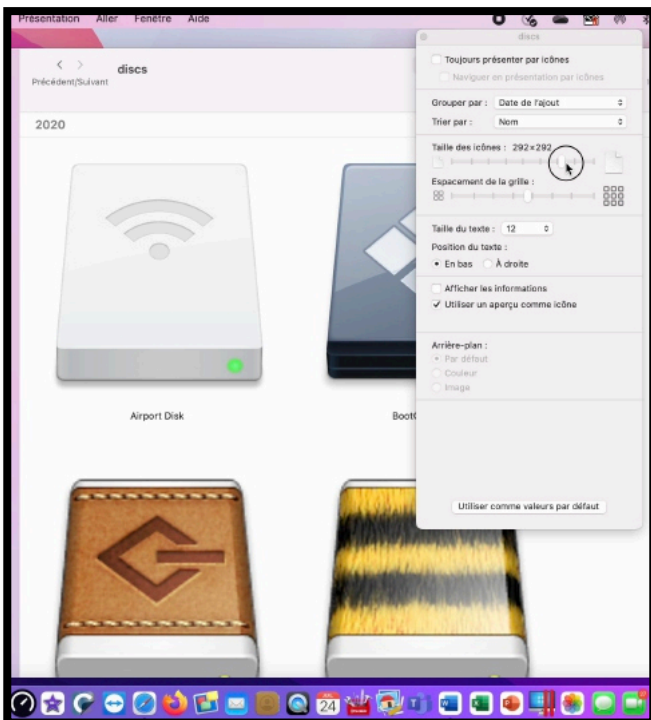 Présentation Aller Fenêtre Aide
discs
Précédent/Suivant
discs
2020
Toujours présenter par icônes
Naviguer en présentation par icônes
Grouper par : Date de l'ajout
Trier par : Nom
Taille des icônes : 292×292
Espacement de la grille :
Taille du texte : 12
Position du texte :
En bas À droite
Afficher les informations
Utiliser un aperçu comme icône
Arrière-plan :
Par défaut
Couleur
Image
Utiliser comme valeurs par défaut
Airport Disk
Boot
24